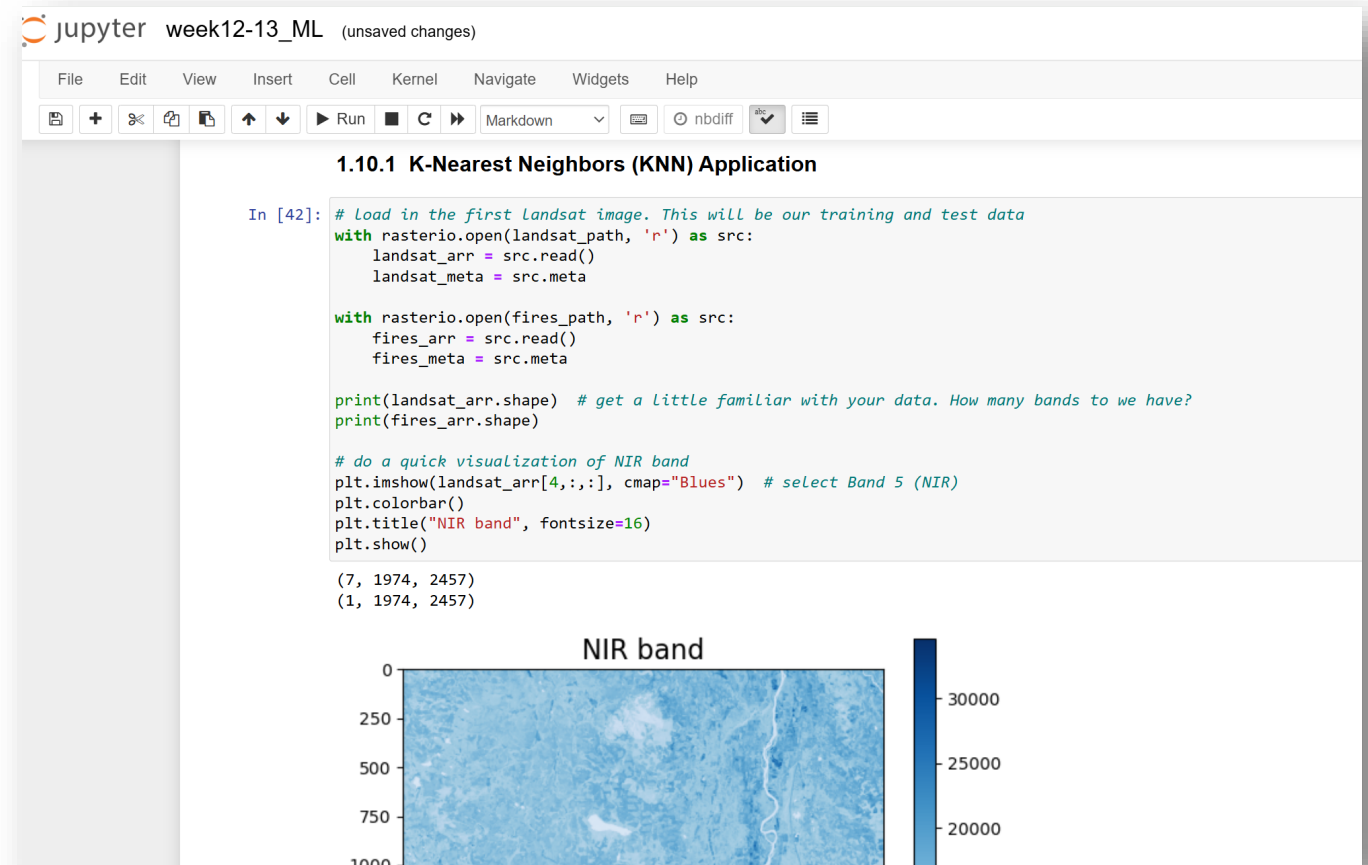 jupyter week12-13_ML (unsaved changes)
File Edit View Insert Cell Kernel Navigate Widgets Help
Run Markdown nbdiff abc
1.10.1 K-Nearest Neighbors (KNN) Application
In [42]: # load in the first landsat image. This will be our training and test data
with rasterio.open(landsat_path, 'r') as src:
    landsat_arr = src.read()
    landsat_meta = src.meta
with rasterio.open(fires_path, 'r') as src:
    fires_arr = src.read()
    fires_meta = src.meta
print(landsat_arr.shape)  # get a little familiar with your data. How many bands to we have?
print(fires_arr.shape)
# do a quick visualization of NIR band
plt.imshow(landsat_arr[4,:,:], cmap="Blues")  # select Band 5 (NIR)
plt.colorbar()
plt.title("NIR band", fontsize=16)
plt.show()
(7, 1974, 2457)
(1, 1974, 2457)
NIR band
0
250
500
750
1000
30000
25000
20000